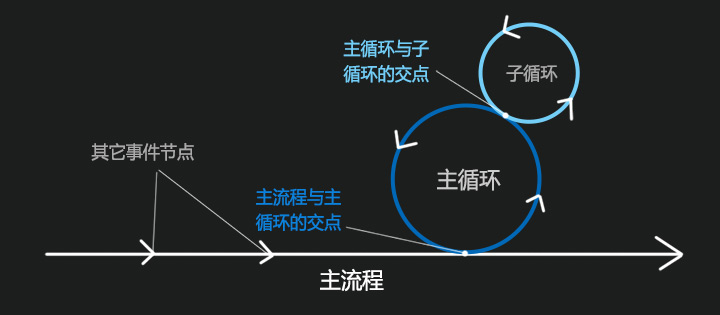 主循环与子
循环的交点
子循环
其它事件节点
主循环
主流程与主
循环的交点
主流程